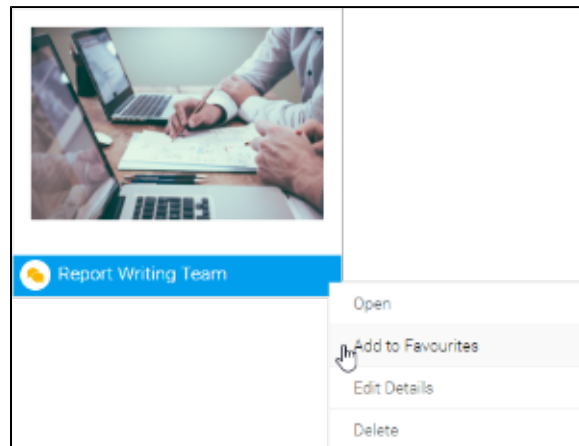 Report Writing Team
Open
Add to Favourites
Edit Details
Delete